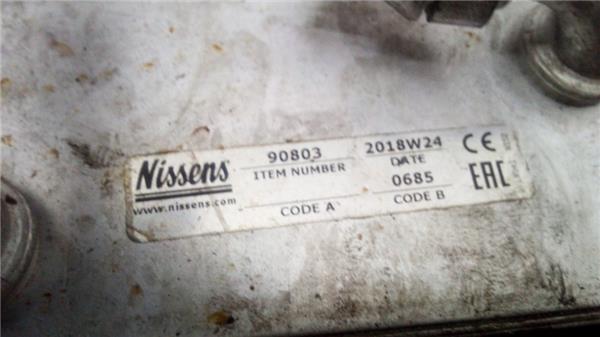 Nissens
www.nissens.com
90803
ITEM NUMBER
CODE A
2018W24
DATE
0685
CODE B
CE
EAC